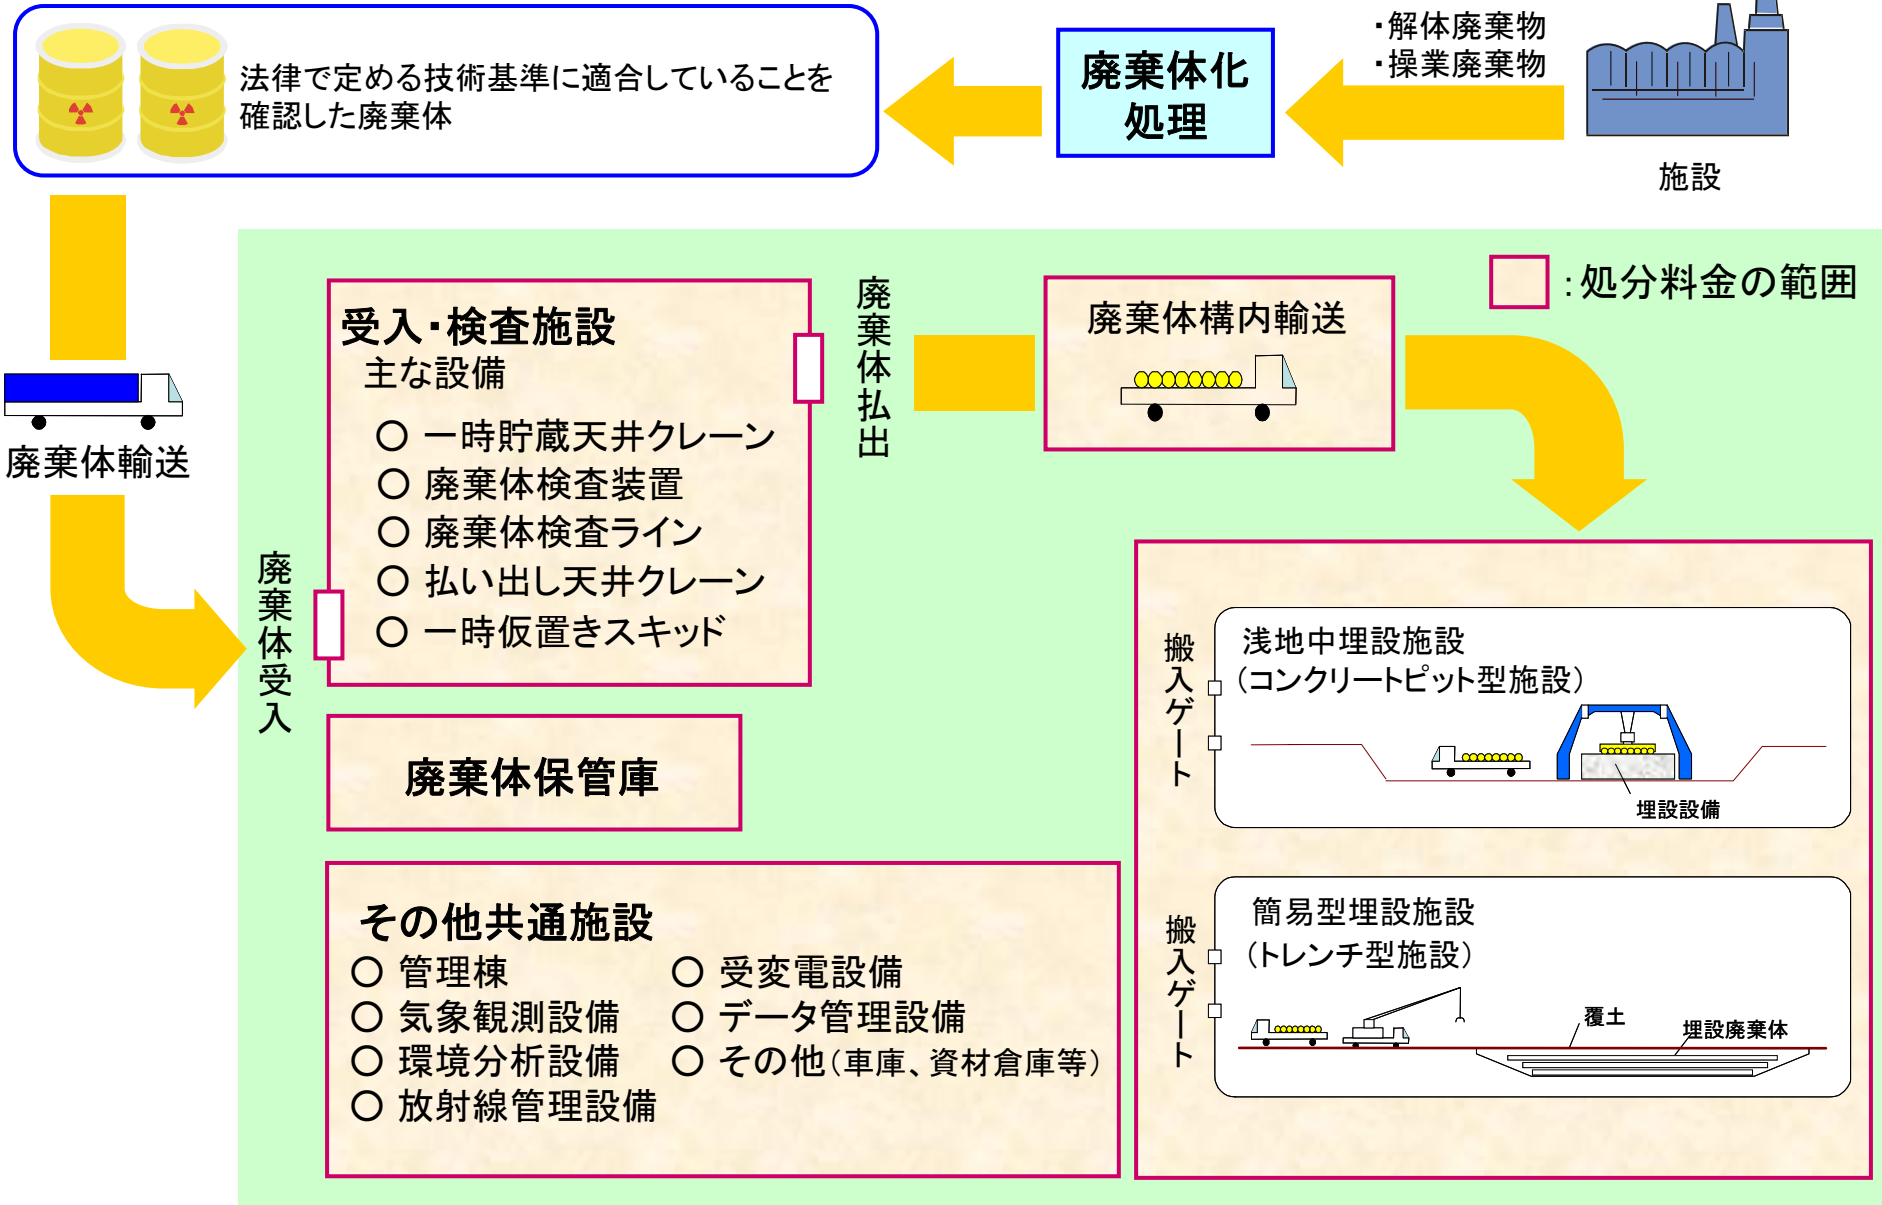 法律で定める技術基準に適合していることを
確認した廃棄体
廃棄体化
処理
・解体廃棄物
・操業廃棄物
施設
廃棄体輸送
廃棄体受入
受入・検査施設
主な設備
○ 一時貯蔵天井クレーン
○ 廃棄体検査装置
○ 廃棄体検査ライン
○ 払い出し天井クレーン
○ 一時仮置きスキッド
廃棄体払出
廃棄体構内輸送
：処分料金の範囲
廃棄体保管庫
その他共通施設
○ 管理棟
○ 気象観測設備
○ 環境分析設備
○ 放射線管理設備
○ 受変電設備
○ データ管理設備
○ その他（車庫、資材倉庫等）
搬入ゲート
浅地中埋設施設
（コンクリートピット型施設）
埋設設備
搬入ゲート
簡易型埋設施設
（トレンチ型施設）
覆土
埋設廃棄体